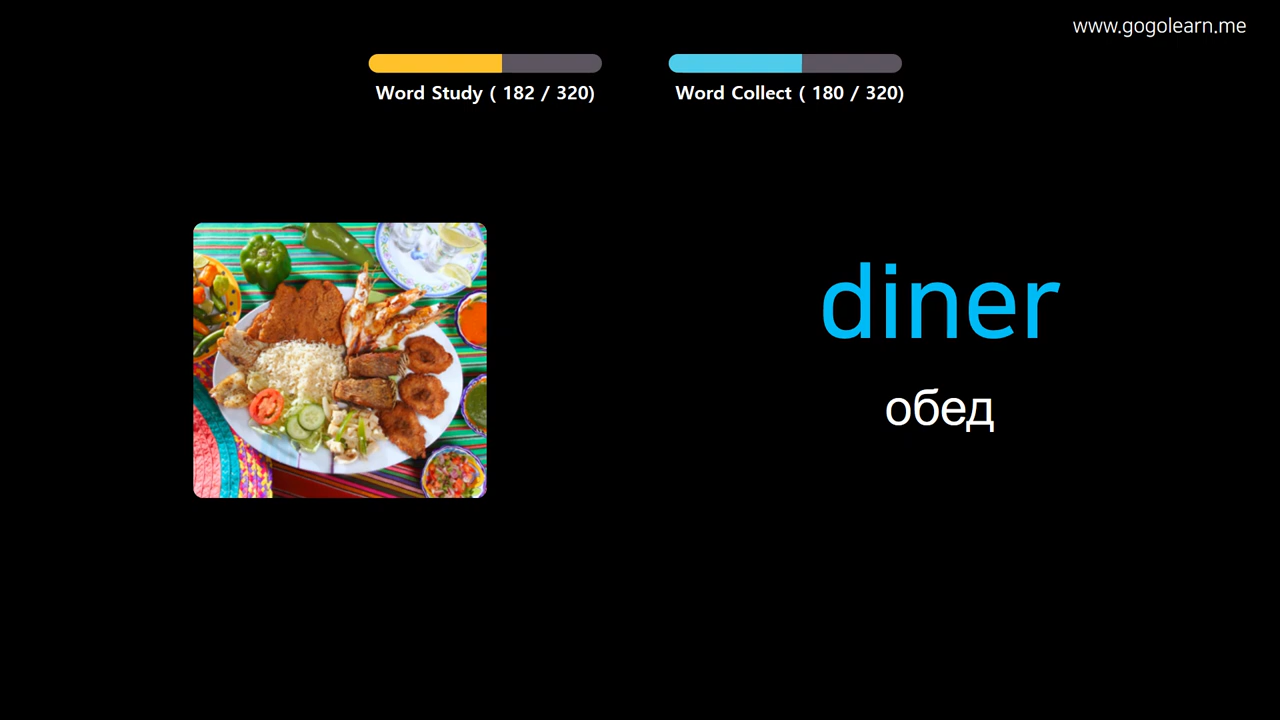 www.gogolearn.me
Word Study ( 182 / 320)
Word Collect ( 180 / 320)
diner
обед